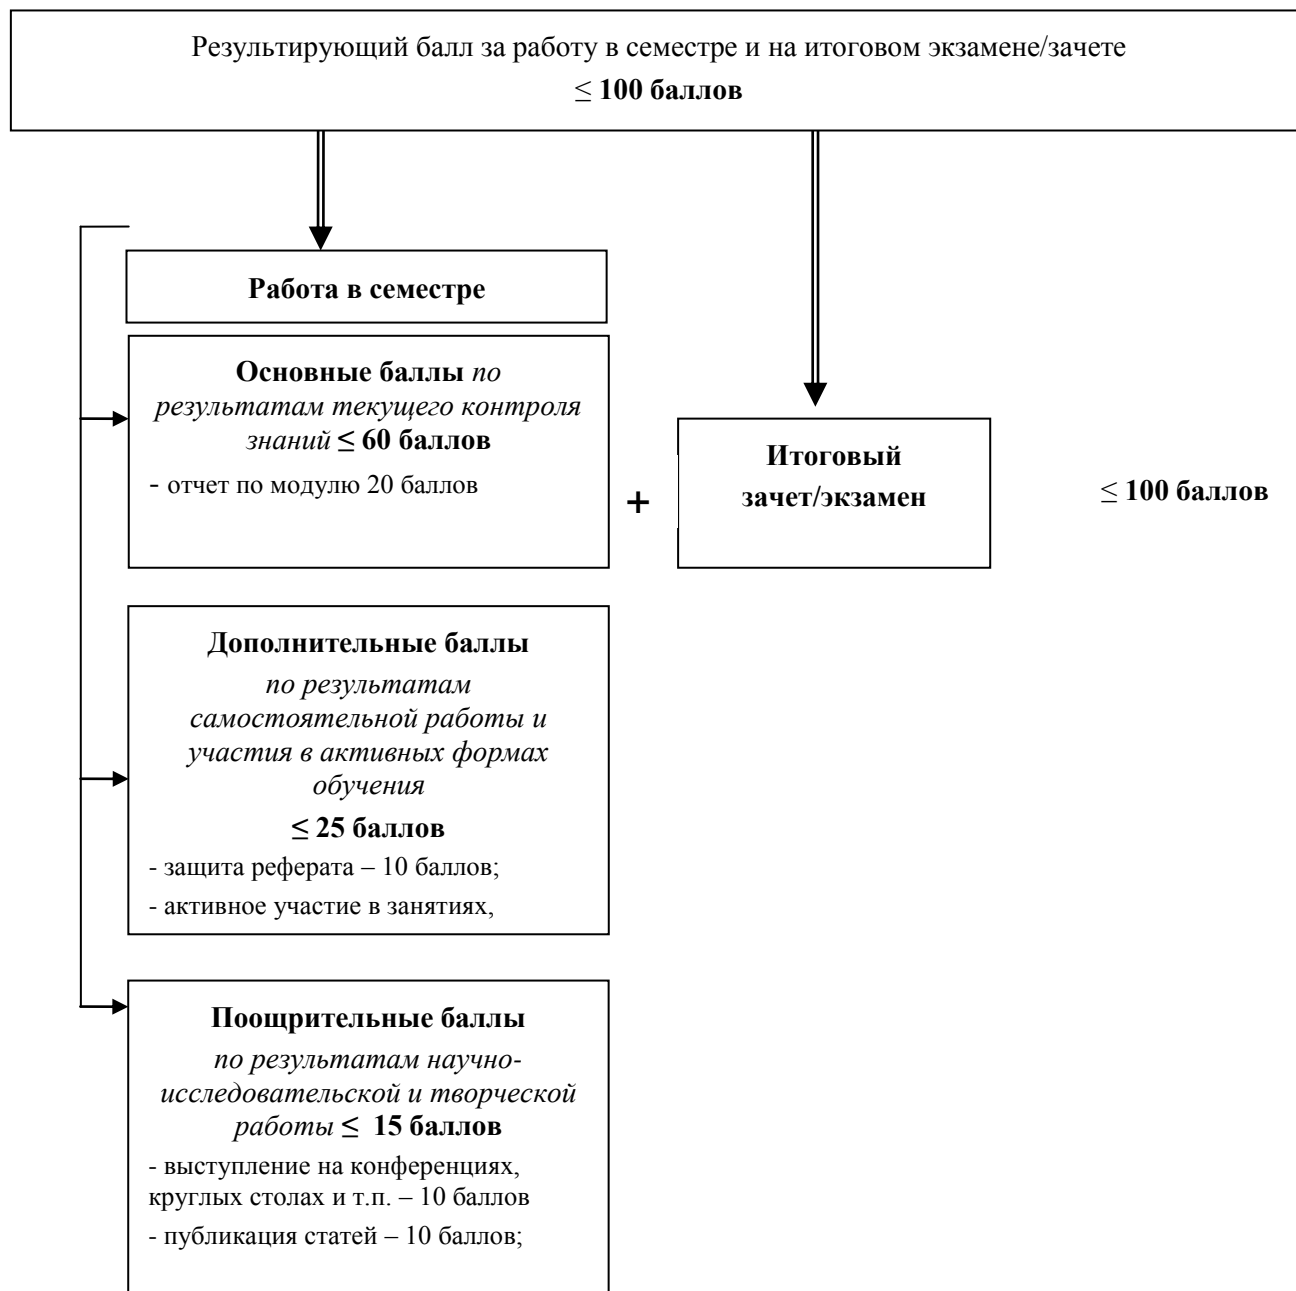 Результирующий балл за работу в семестре и на итоговом экзамене/зачете
≤ 100 баллов
Работа в семестре
Основные баллы по
результатам текущего контроля
знаний ≤ 60 баллов
- отчет по модулю 20 баллов
+
Итоговый
зачет/экзамен
≤ 100 баллов
Дополнительные баллы
по результатам
самостоятельной работы и
участия в активных формах
обучения
≤ 25 баллов
- защита реферата – 10 баллов;
- активное участие в занятиях,
Поощрительные баллы
по результатам научно-
исследовательской и творческой
работы ≤ 15 баллов
- выступление на конференциях,
круглых столах и т.п. – 10 баллов
- публикация статей – 10 баллов;